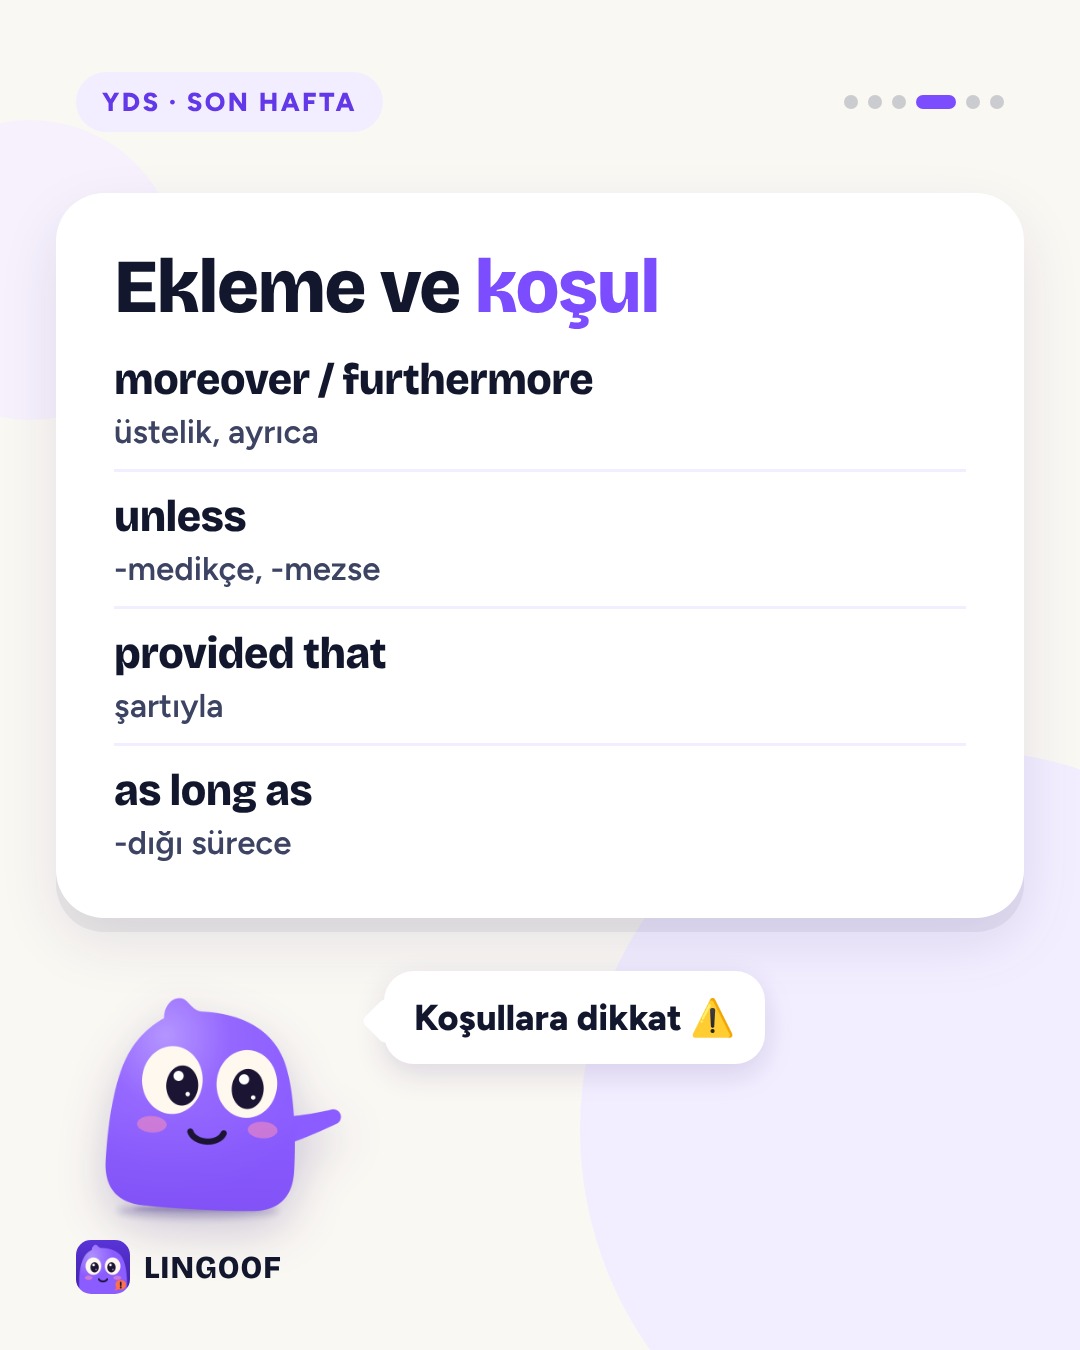 YDS · SON HAFTA
Ekleme ve koşul
moreover / furthermore
üstelik, ayrıca
unless
-medikçe, -mezse
provided that
şartıyla
as long as
-dığı sürece
Koşullara dikkat ⚠️
LINGOOF